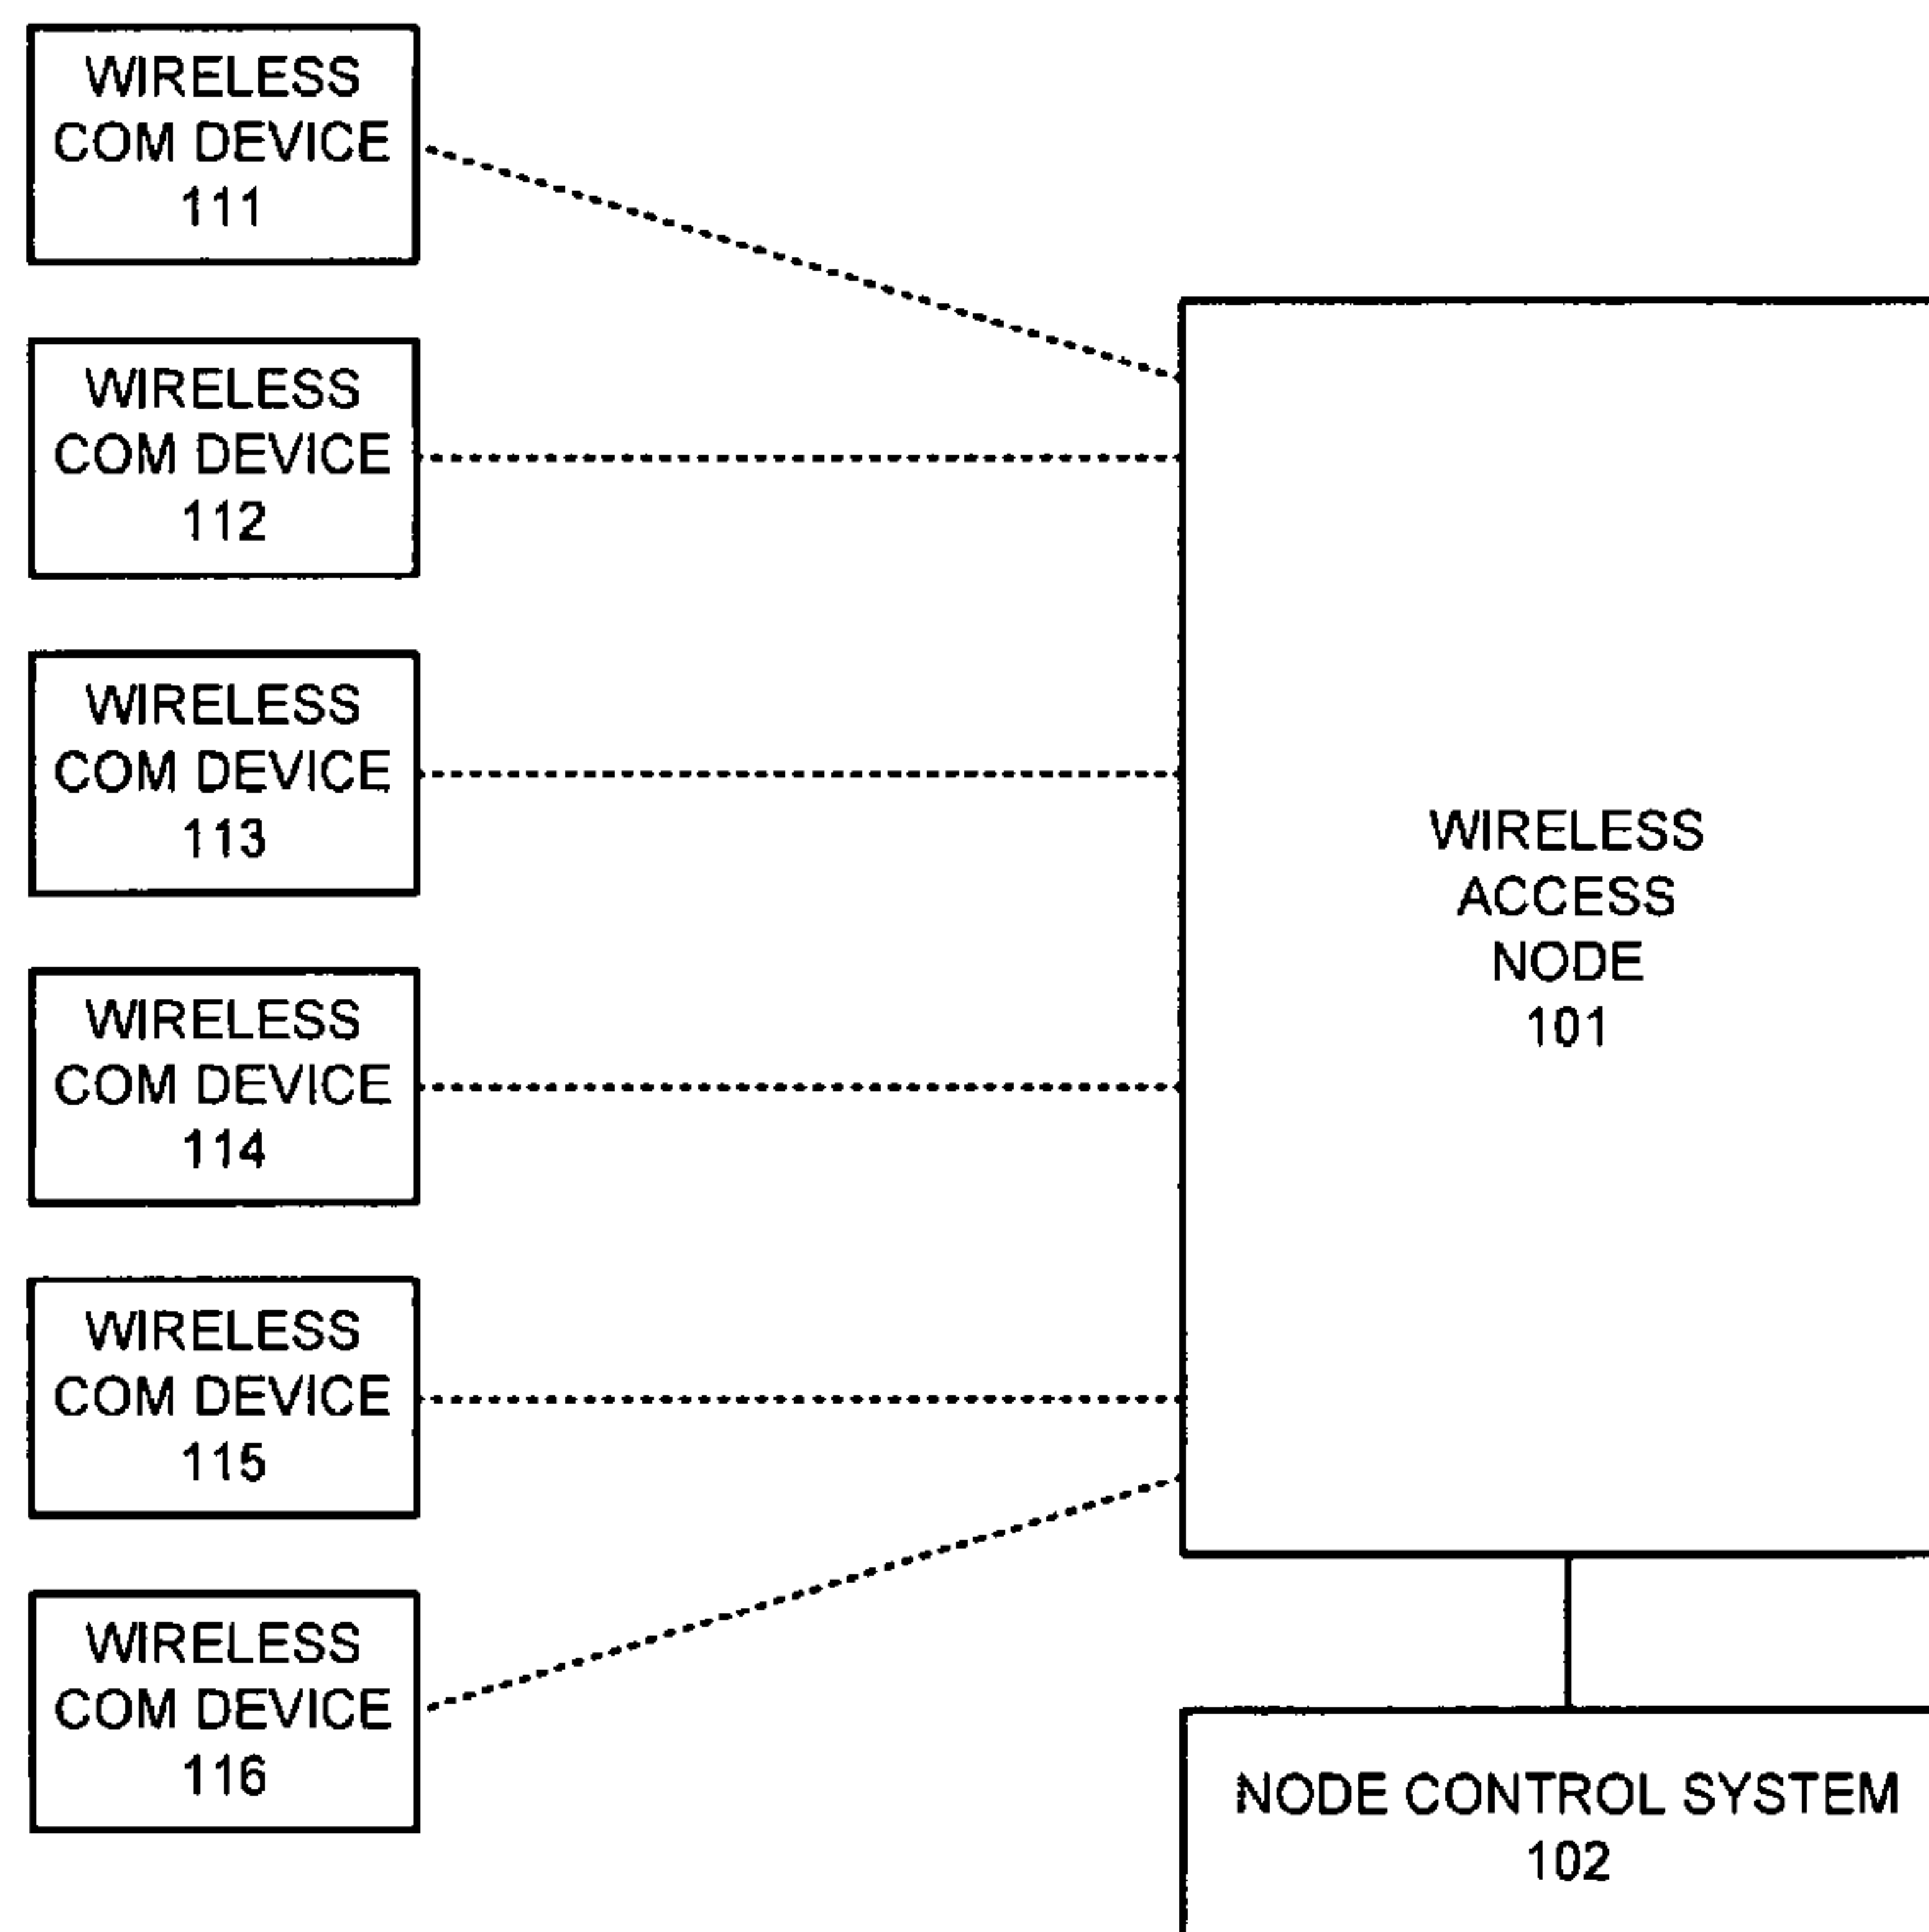 WIRELESS
COM DEVICE
111
WIRELESS
COM DEVICE
112
WIRELESS
COM DEVICE
113
WIRELESS
COM DEVICE
114
WIRELESS
COM DEVICE
115
WIRELESS
COM DEVICE
116
WIRELESS
ACCESS
NODE
101
NODE CONTROL SYSTEM
102